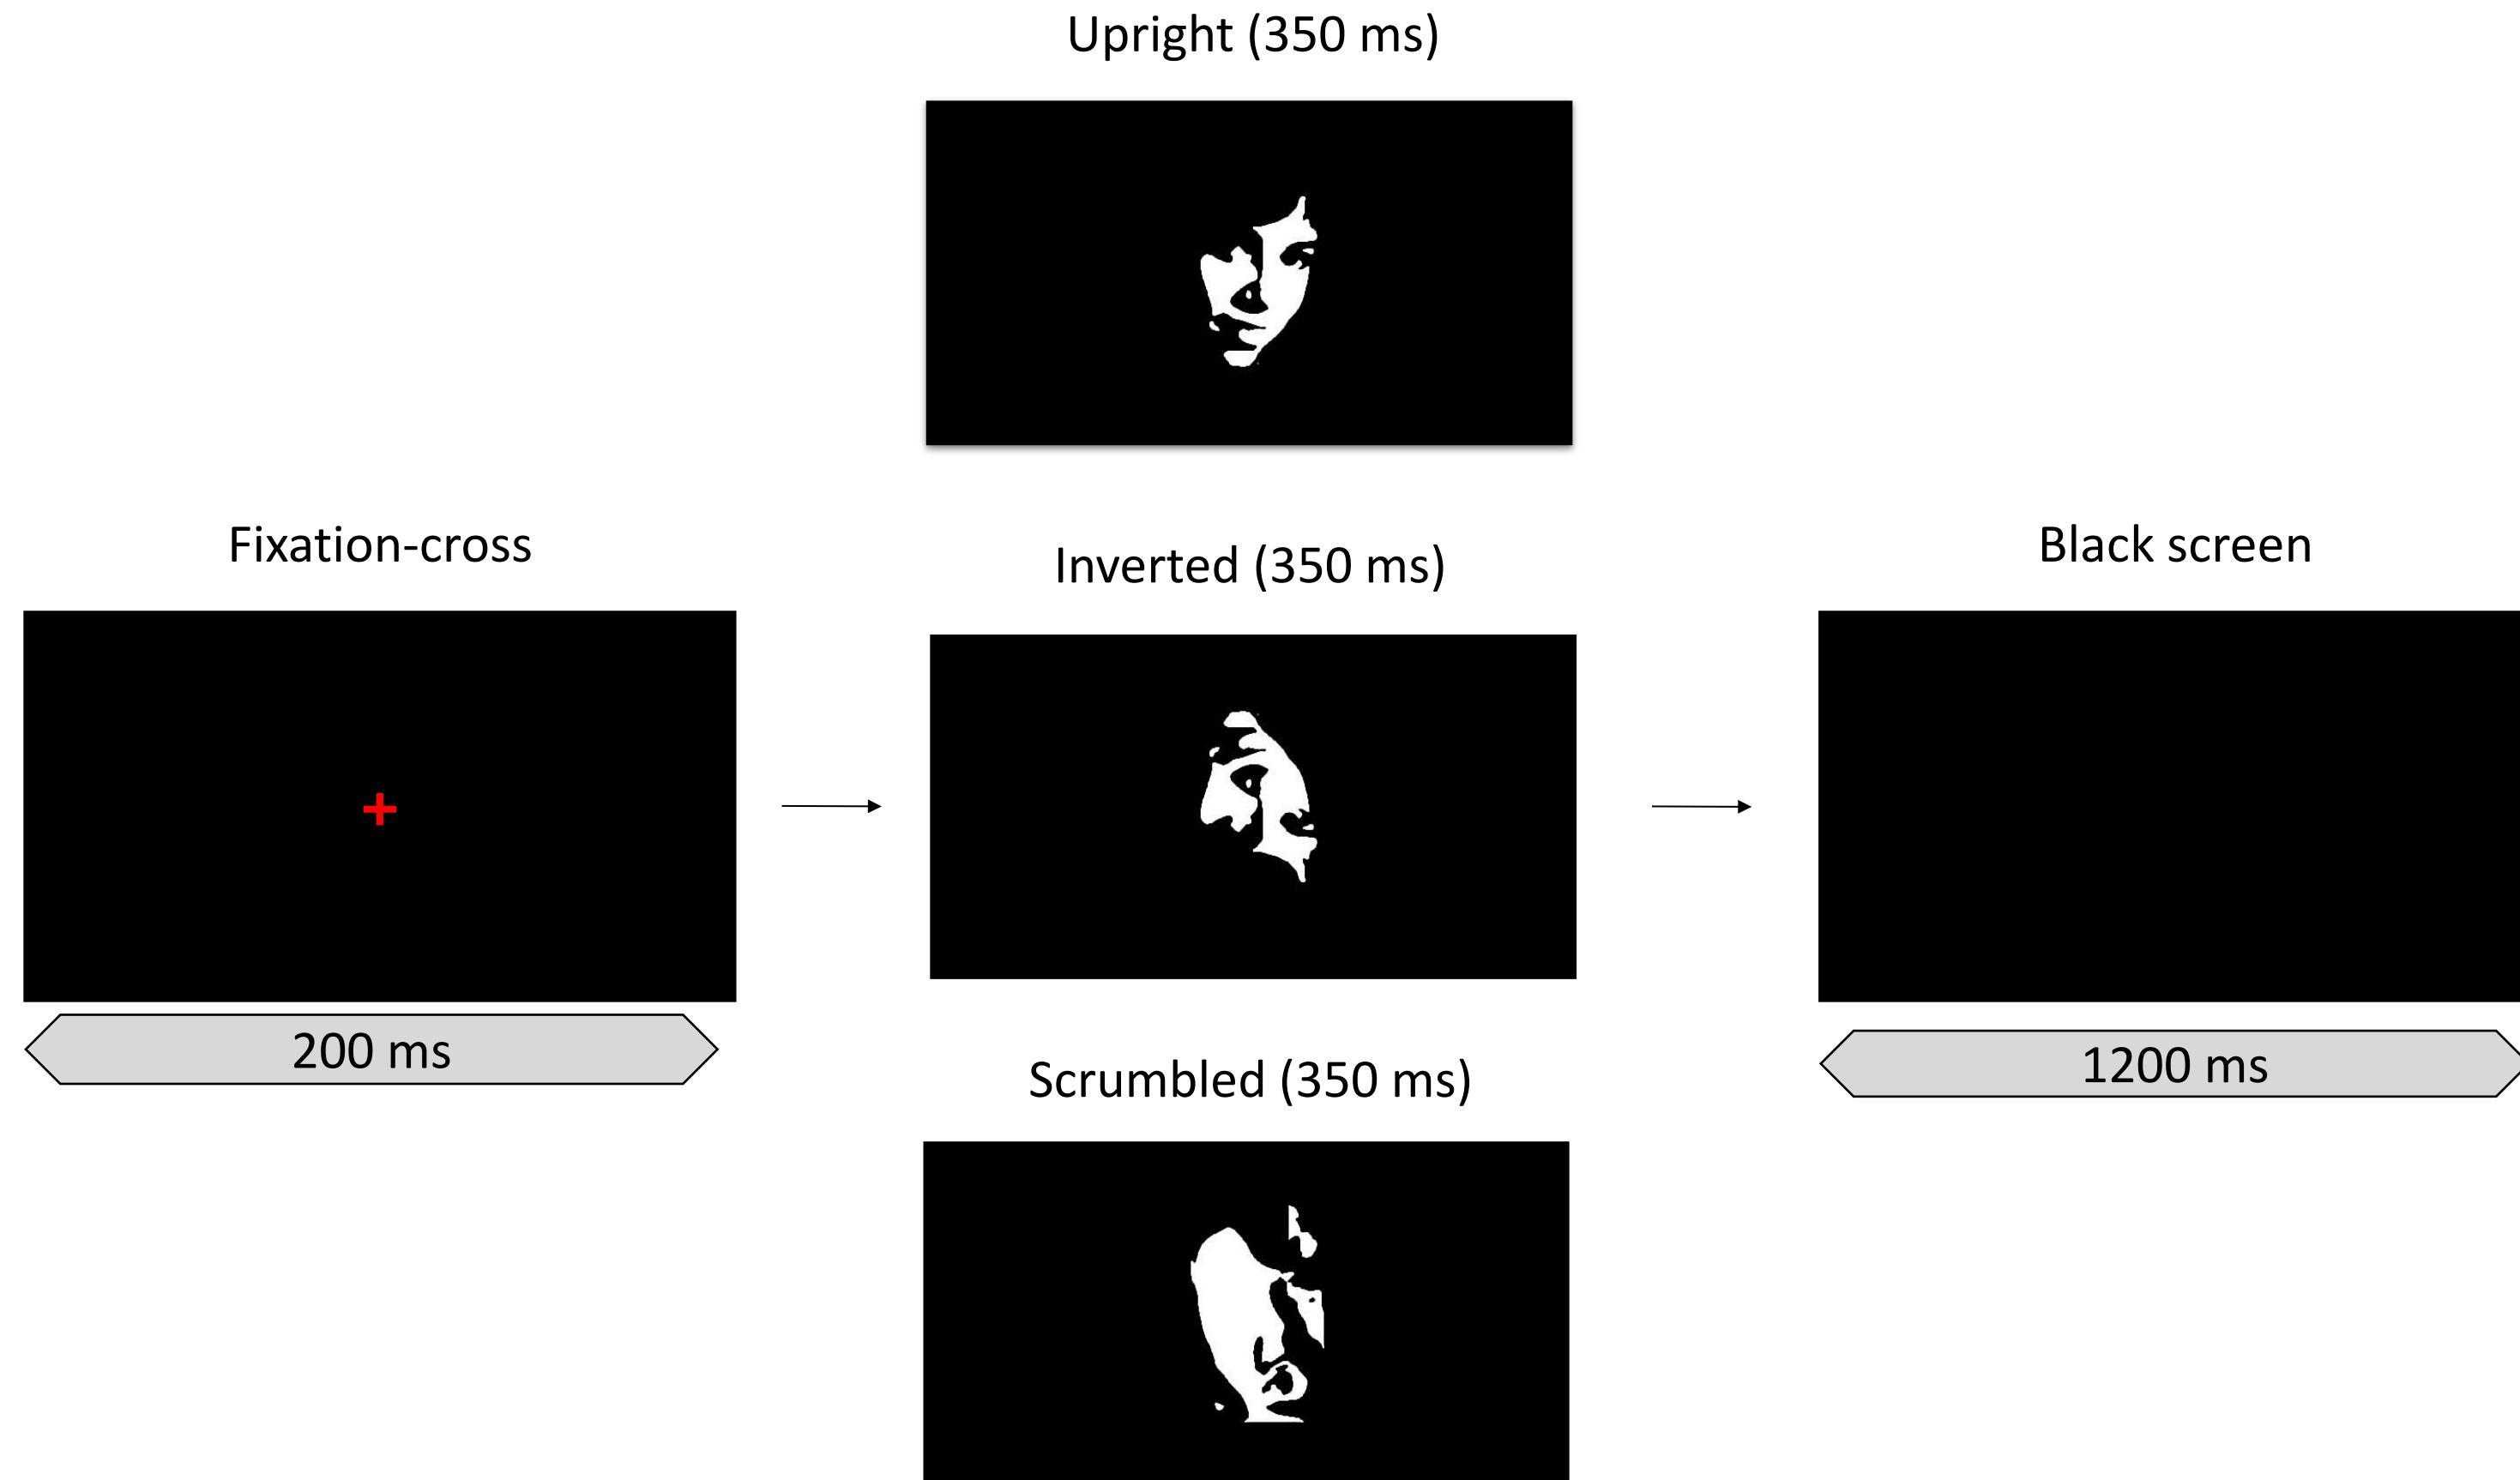 Upright (350 ms)
Fixation-cross
Inverted (350 ms)
Black screen
200 ms
1200 ms
Scrumbled (350 ms)